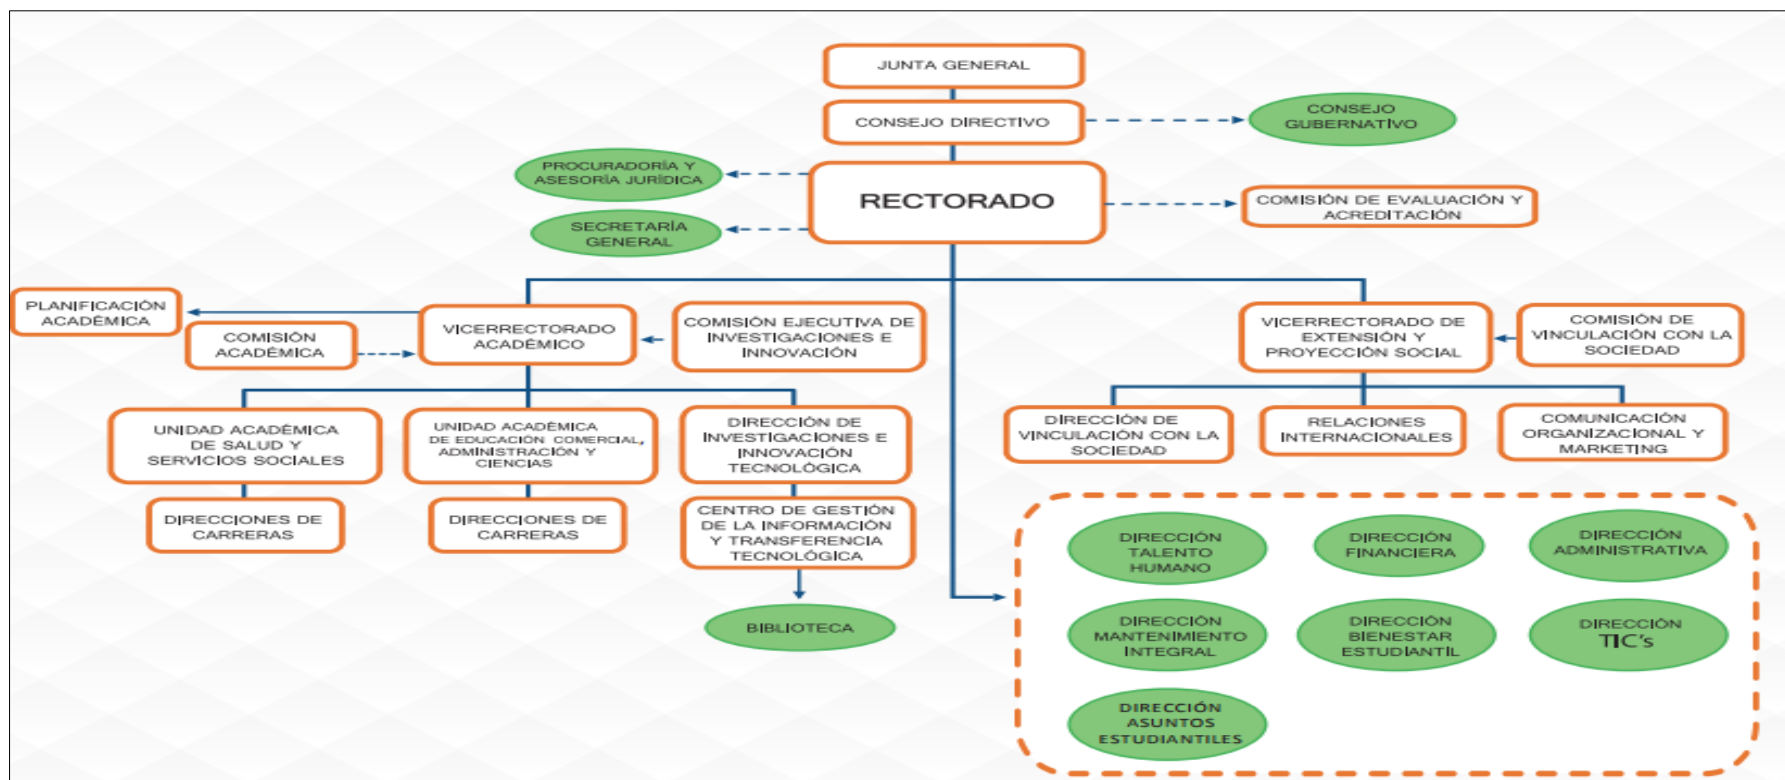 JUNTA GENERAL
CONSEJO DIRECTIVO
CONSEJO
GUBERNATIVO
PROCURADORÍA Y
ASESORÍA JURÍDICA
RECTORADO
COMISIÓN DE EVALUACIÓN Y
ACREDITACIÓN
SECRETARÍA
GENERAL
PLANIFICACIÓN
ACADÉMICA
COMISIÓN
ACADÉMICA
VICERRECTORADO
ACADÉMICO
COMISIÓN EJECUTIVA DE
INVESTIGACIONES E
INNOVACIÓN
VICERRECTORADO DE
EXTENSIÓN Y
PROYECCIÓN SOCIAL
COMISIÓN DE
VINCULACIÓN CON LA
SOCIEDAD
UNIDAD ACADÉMICA
DE SALUD Y
SERVICIOS SOCIALES
UNIDAD ACADÉMICA
DE EDUCACIÓN COMERCIAL,
ADMINISTRACIÓN Y
CIENCIAS
DIRECCIÓN DE
INVESTIGACIONES E
INNOVACIÓN
TECNOLÓGICA
DIRECCIÓN DE
VINCULACIÓN CON LA
SOCIEDAD
RELACIONES
INTERNACIONALES
COMUNICACIÓN
ORGANIZACIONAL Y
MARKETING
DIRECCIONES DE
CARRERAS
DIRECCIONES DE
CARRERAS
CENTRO DE GESTIÓN
DE LA INFORMACIÓN
Y TRANSFERENCIA
TECNOLÓGICA
BIBLIOTECA
DIRECCIÓN
TALENTO
HUMANO
DIRECCIÓN
FINANCIERA
DIRECCIÓN
ADMINISTRATIVA
DIRECCIÓN
MANTENIMIENTO
INTEGRAL
DIRECCIÓN
BIENESTAR
ESTUDIANTÍL
DIRECCIÓN
TIC's
DIRECCIÓN
ASUNTOS
ESTUDIANTILES